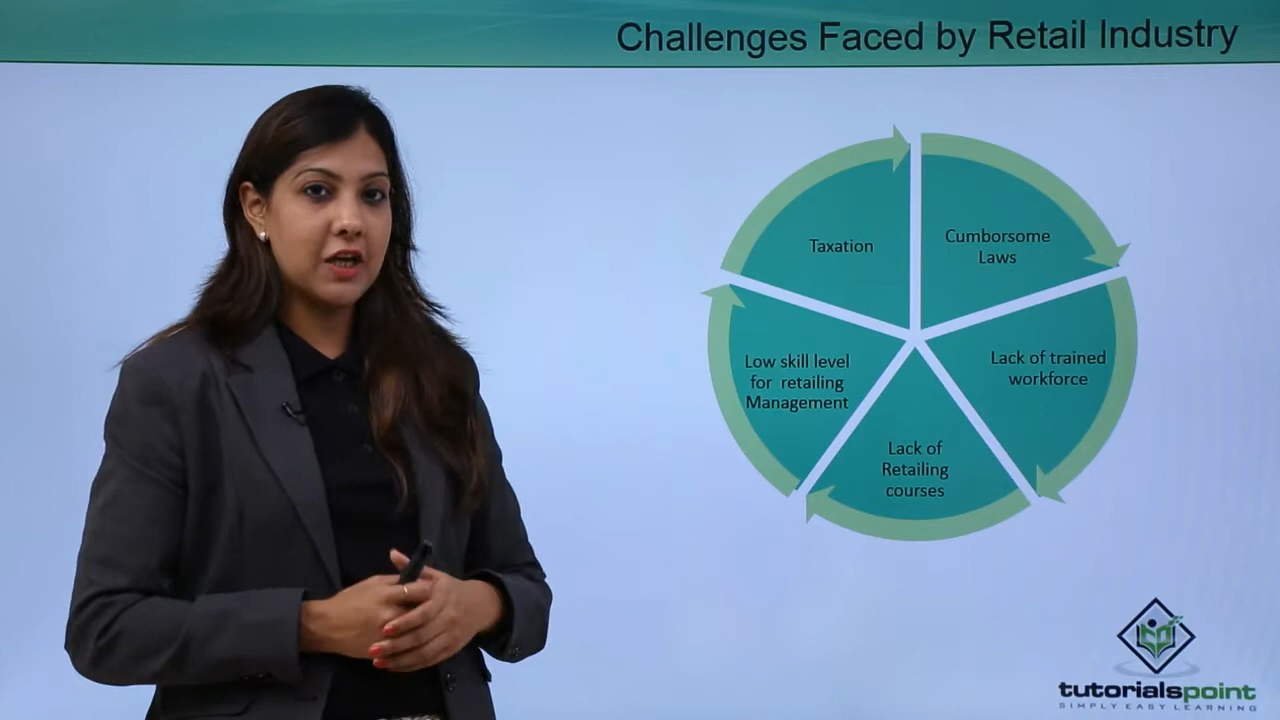 Challenges Faced by Retail Industry
Taxation
Cumborsome
Laws
Low skill level
for retailing
Management
Lack of trained
workforce
Lack of
Retailing
courses
tutorialspoint
SIMPLY EASY LEARNING